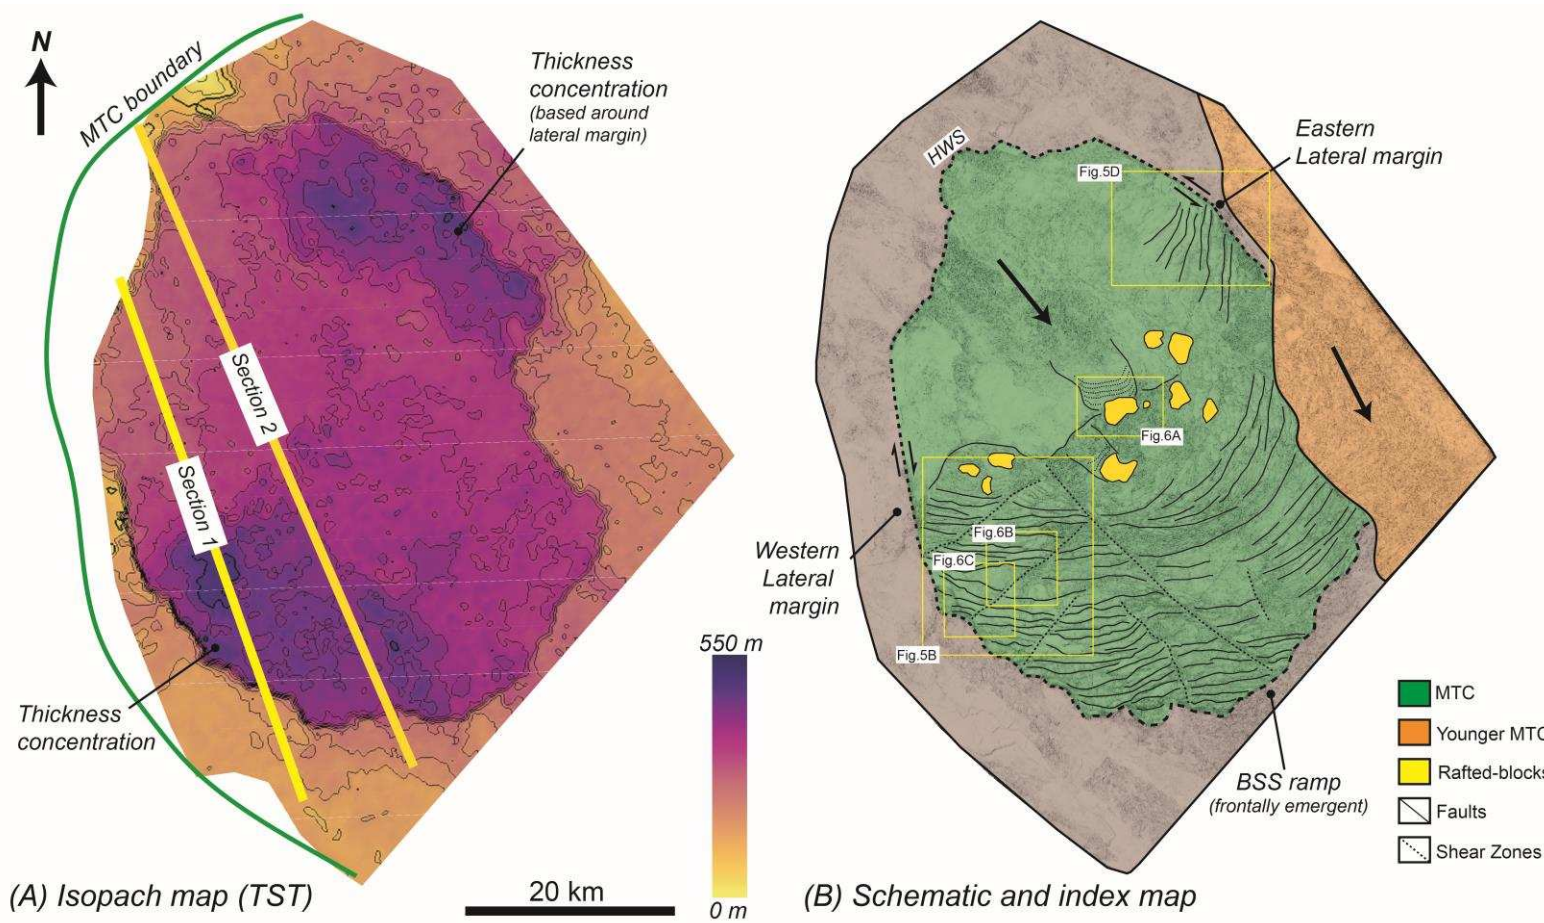 N
MTC boundary
Thickness
concentration
(based around
lateral margin)
Section 2
Section 1
Thickness
concentration
550 m
0 m
20 km
(A) Isopach map (TST)
HWS
Fig.5D
Eastern
Lateral margin
Fig.6A
Fig.6B
Fig.6C
Fig.5B
Western
Lateral
margin
BSS ramp
(frontally emergent)
MTC
Younger MTC
Rafted-blocks
Faults
Shear Zones
(B) Schematic and index map